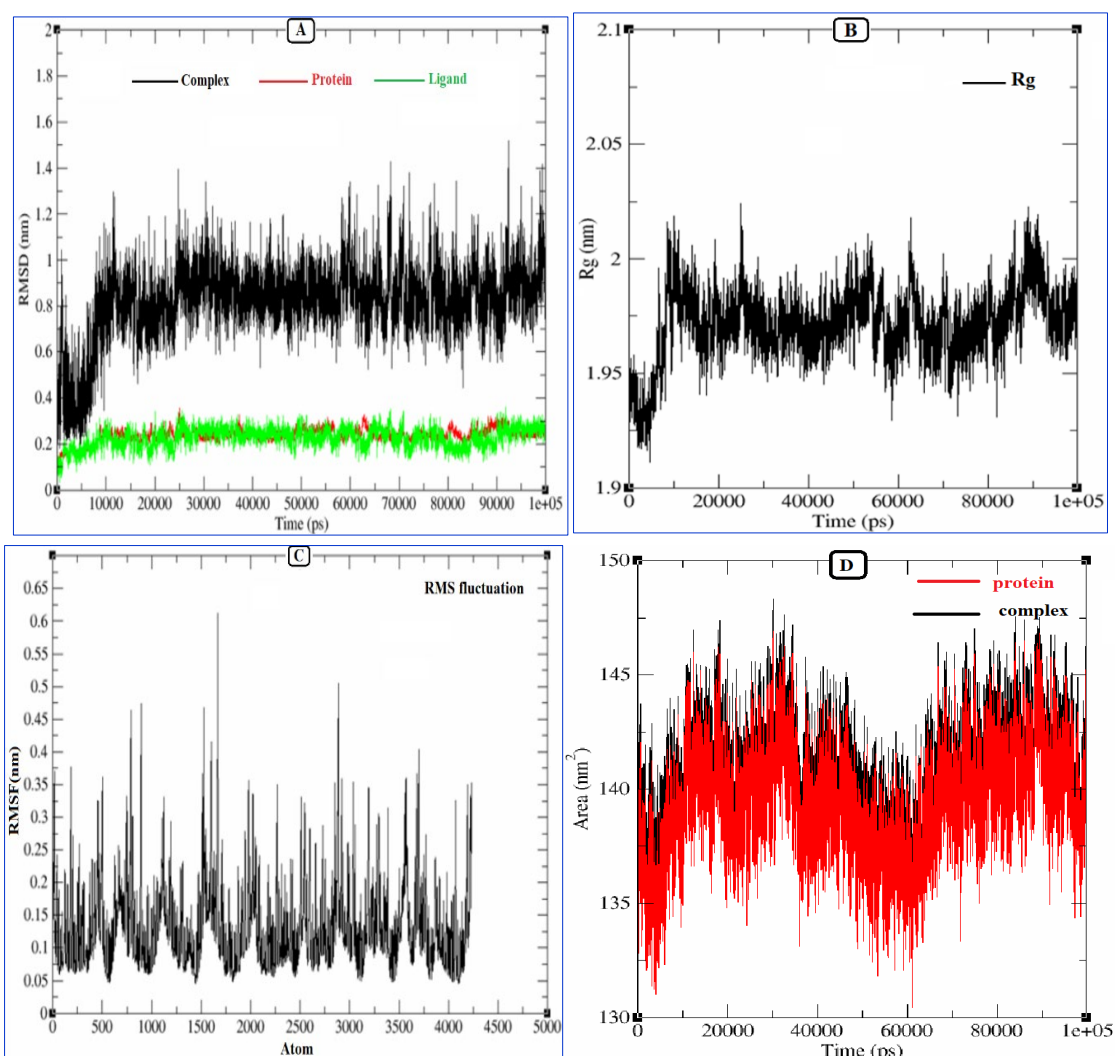 A
2
1.8
1.6
1.4
1.2
1
0.8
0.6
0.4
0.2
0
RMSD (nm)
Complex Protein Ligand
0 10000 20000 30000 40000 50000 60000 70000 80000 90000 1e+05
Time (ps)
B
2.1
2.05
2
1.95
1.9
Rg (nm)
Rg
0 20000 40000 60000 80000 1e+05
Time (ps)
C
RMS fluctuation
0.65
0.6
0.55
0.5
0.45
0.4
0.35
0.3
0.25
0.2
0.15
0.1
0.05
0
RMSF(nm)
0 500 1000 1500 2000 2500 3000 3500 4000 4500 5000
Atom
D
protein
complex
150
145
140
135
130
Area (nm²)
0 20000 40000 60000 80000 1e+05
Time (ps)